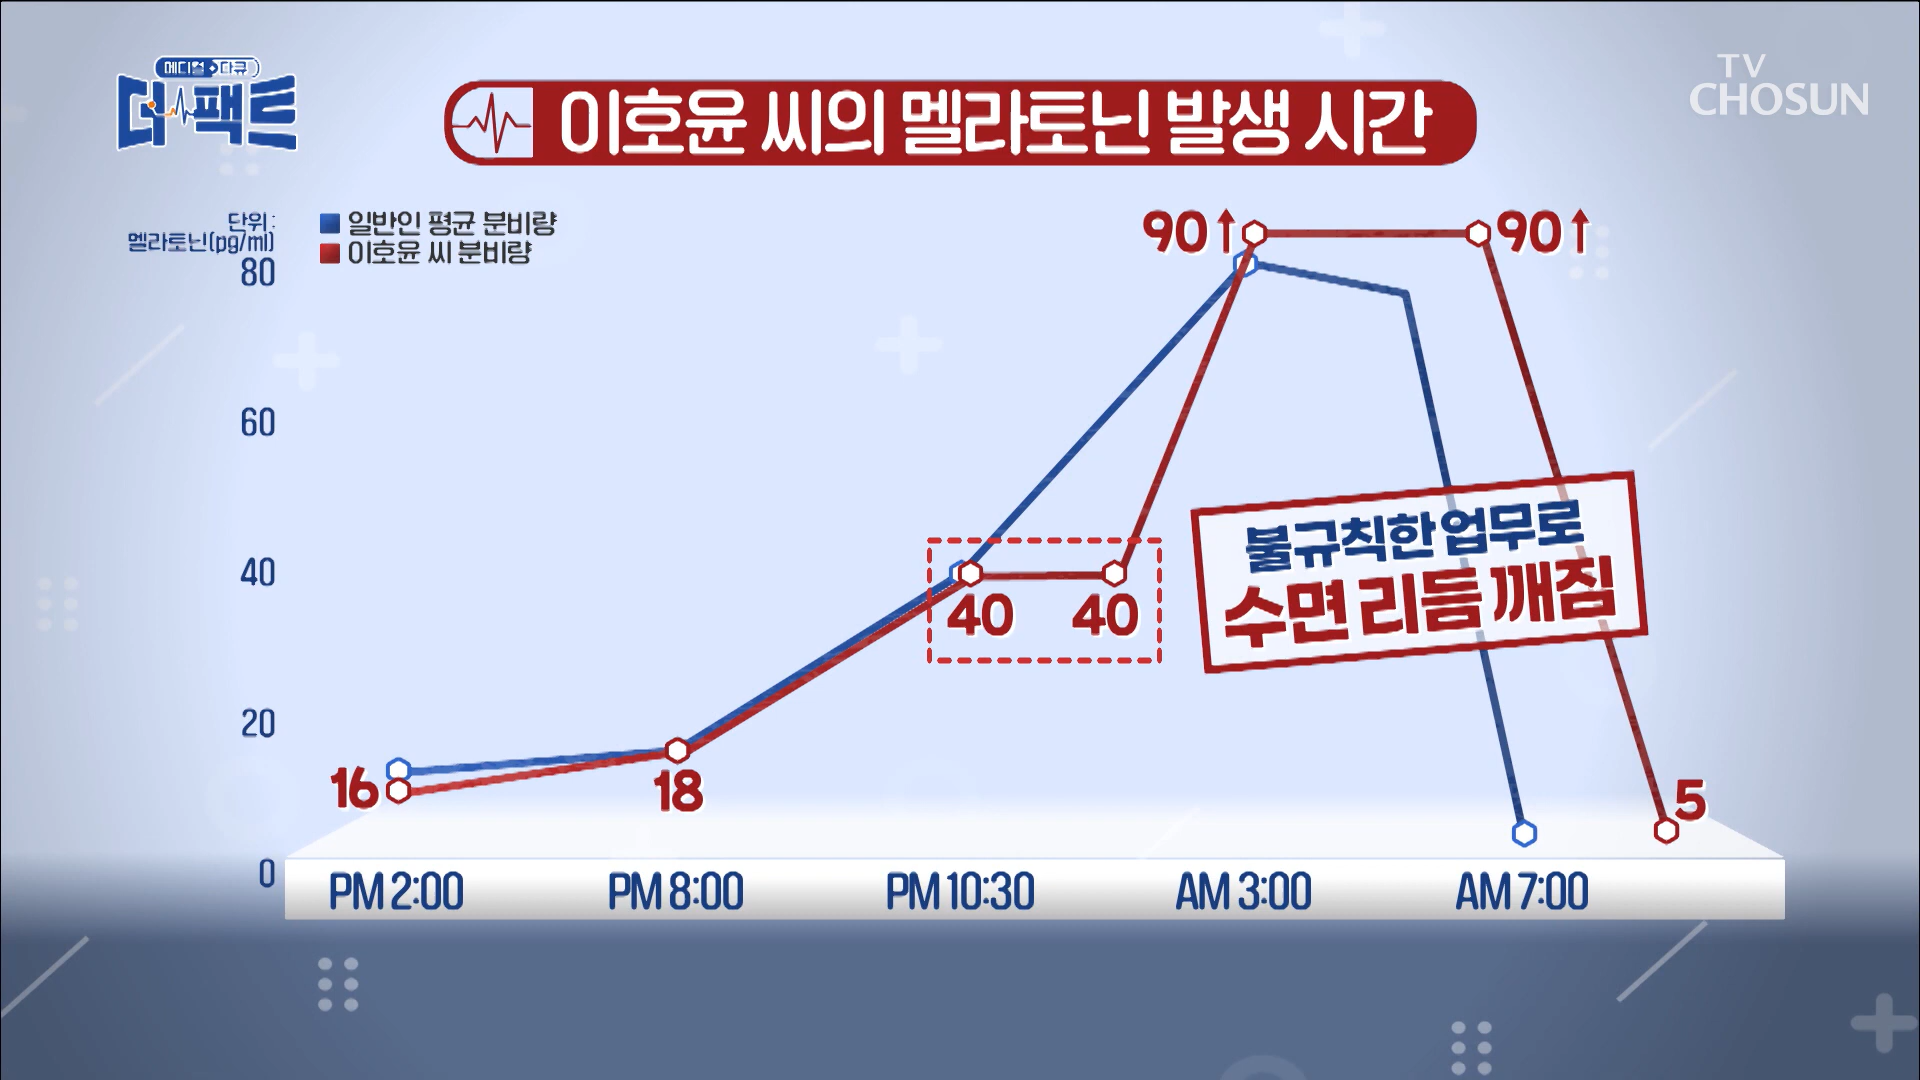 메디컬 다큐
더 팩트
이호윤 씨의 멜라토닌 발생 시간
TV
CHOSUN
단위 :
멜라토닌(pg/ml)
일반인 평균 분비량
이호윤 씨 분비량
80
60
40
20
0
90↑
90↑
40 40
16
18
5
불규칙한 업무로
수면 리듬 깨짐
PM 2:00 PM 8:00 PM 10:30 AM 3:00 AM 7:00